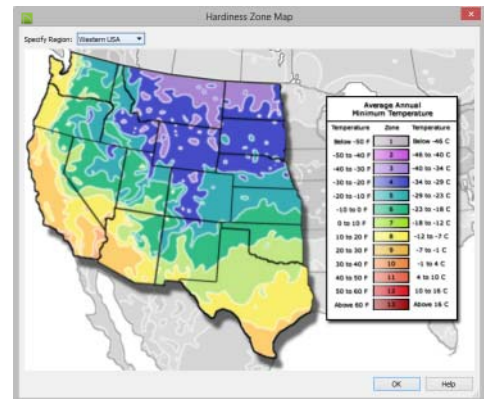 Hardiness Zone Map
Specify Region: Western USA
Average Annual
Minimum Temperature
Temperature Zone Temperature
Below -50 F 1 Below -46 C
-50 to -40 F 2 -46 to -40 C
-40 to -30 F 3 -40 to -34 C
-30 to -20 F 4 -34 to -29 C
-20 to -10 F 5 -29 to -23 C
-10 to 0 F 6 -23 to -18 C
0 to 10 F 7 -18 to -12 C
10 to 20 F 8 -12 to -7 C
20 to 30 F 9 -7 to -1 C
30 to 40 F 10 -1 to 4 C
40 to 50 F 11 4 to 10 C
50 to 60 F 12 10 to 16 C
Above 60 F 13 Above 16 C
OK Help